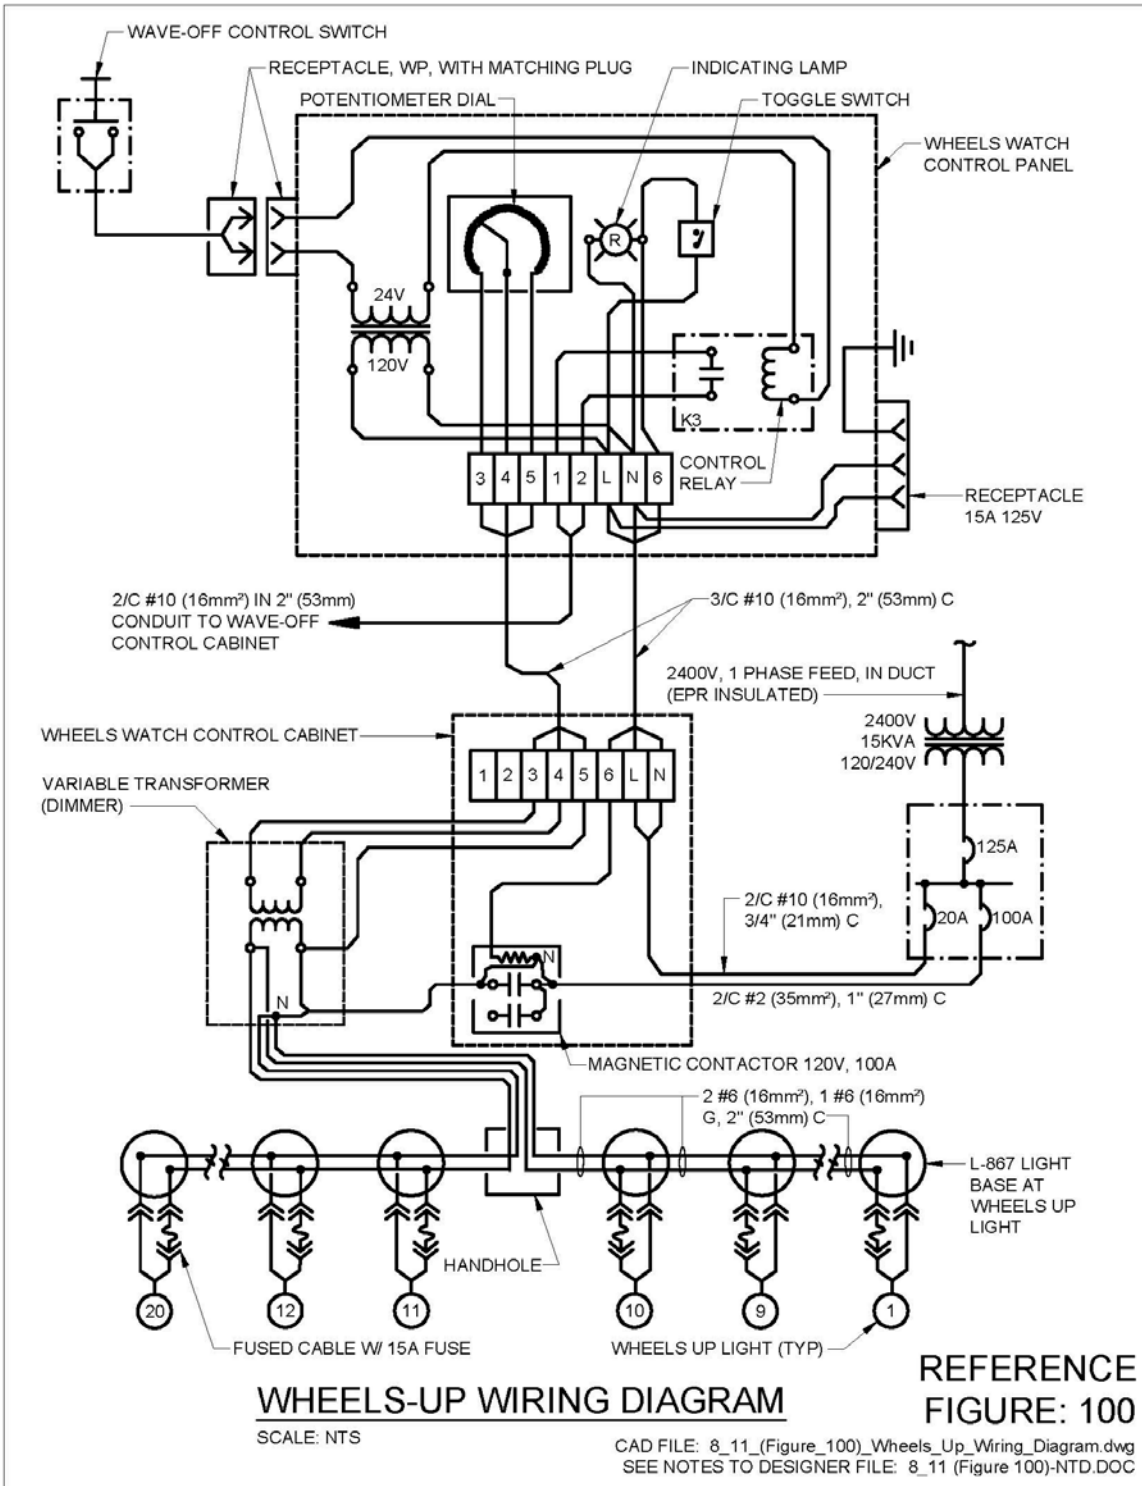 WAVE-OFF CONTROL SWITCH
RECEPTACLE, WP, WITH MATCHING PLUG
INDICATING LAMP
POTENTIOMETER DIAL
TOGGLE SWITCH
WHEELS WATCH
CONTROL PANEL
R
24V
120V
K3
CONTROL
RELAY
3 4 5 1 2 L N 6
RECEPTACLE
15A 125V
2/C #10 (16mm²) IN 2" (53mm)
CONDUIT TO WAVE-OFF
CONTROL CABINET
3/C #10 (16mm²), 2" (53mm) C
2400V, 1 PHASE FEED, IN DUCT
(EPR INSULATED)
2400V
15KVA
120/240V
WHEELS WATCH CONTROL CABINET
1 2 3 4 5 6 L N
VARIABLE TRANSFORMER
(DIMMER)
125A
20A
100A
2/C #10 (16mm²),
3/4" (21mm) C
N
2/C #2 (35mm²), 1" (27mm) C
N
MAGNETIC CONTACTOR 120V, 100A
2 #6 (16mm²), 1 #6 (16mm²)
G, 2" (53mm) C
L-867 LIGHT
BASE AT
WHEELS UP
LIGHT
HANDHOLE
20 12 11 10 9 1
FUSED CABLE W/ 15A FUSE
WHEELS UP LIGHT (TYP)
WHEELS-UP WIRING DIAGRAM
SCALE: NTS
REFERENCE
FIGURE: 100
CAD FILE: 8_11_(Figure_100)_Wheels_Up_Wiring_Diagram.dwg
SEE NOTES TO DESIGNER FILE: 8_11 (Figure 100)-NTD.DOC